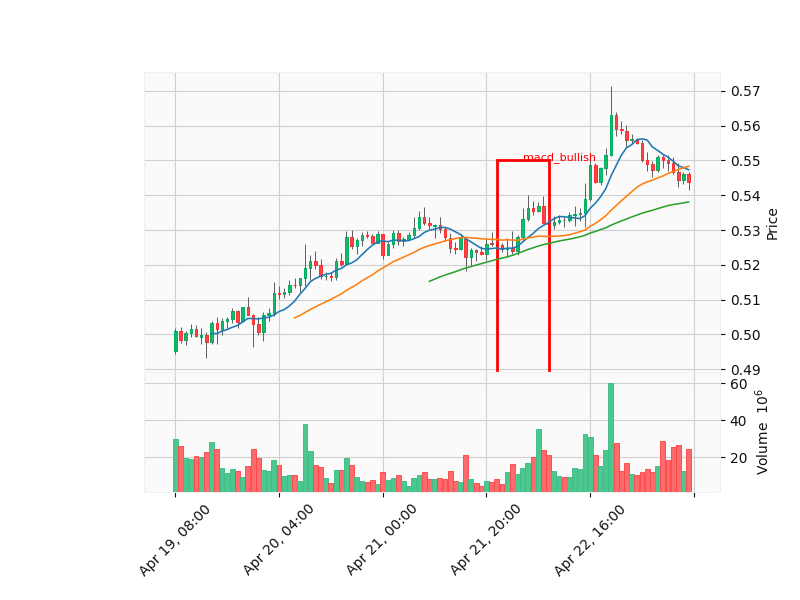 macd_bullish
0.57
0.56
0.55
0.54
0.53
0.52
0.51
0.50
0.49
Price
60
40
20
Volume 10^6
Apr 19, 08:00
Apr 20, 04:00
Apr 21, 00:00
Apr 21, 20:00
Apr 22, 16:00